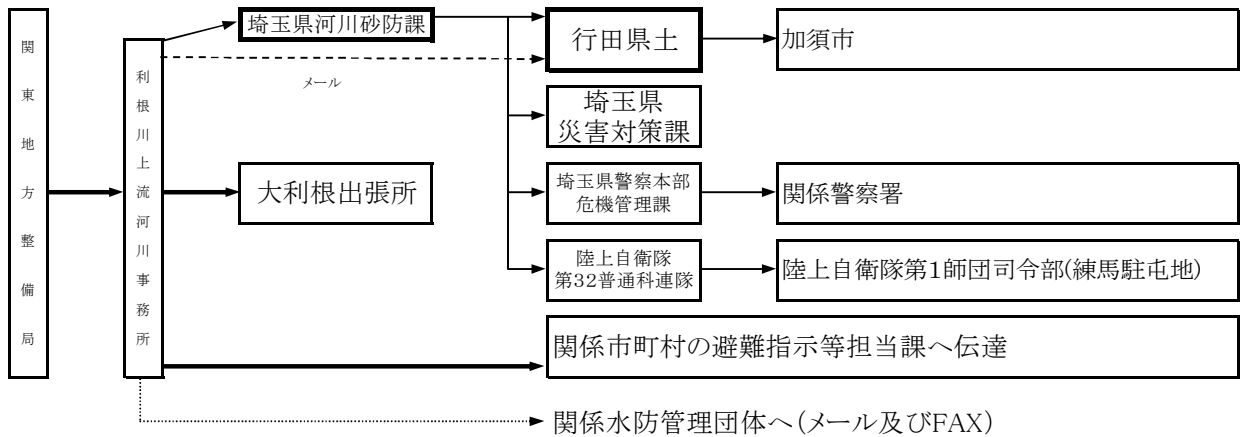 関東地方整備局
利根川上流河川事務所
埼玉県河川砂防課
メール
大利根出張所
行田県土
加須市
埼玉県
災害対策課
埼玉県警察本部
危機管理課
関係警察署
陸上自衛隊
第32普通科連隊
陸上自衛隊第1師団司令部(練馬駐屯地)
関係市町村の避難指示等担当課へ伝達
関係水防管理団体へ(メール及びFAX)